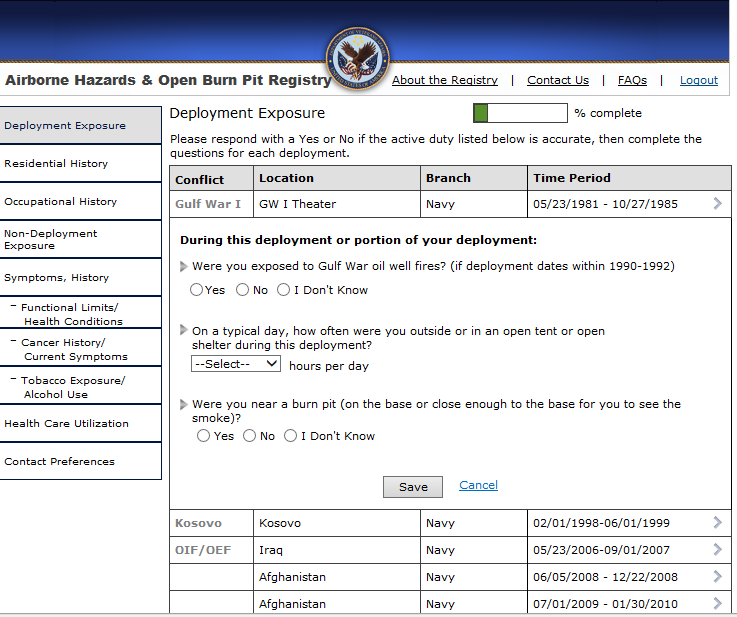 Airborne Hazards & Open Burn Pit Registry
About the Registry | Contact Us | FAQs | Logout
Deployment Exposure
Residential History
Occupational History
Non-Deployment
Exposure
Symptoms, History
- Functional Limits/
Health Conditions
- Cancer History/
Current Symptoms
- Tobacco Exposure/
Alcohol Use
Health Care Utilization
Contact Preferences
Deployment Exposure
% complete
Please respond with a Yes or No if the active duty listed below is accurate, then complete the
questions for each deployment.
Conflict Location Branch Time Period
Gulf War I GW I Theater Navy 05/23/1981 - 10/27/1985
During this deployment or portion of your deployment:
Were you exposed to Gulf War oil well fires? (if deployment dates within 1990-1992)
Yes No I Don't Know
On a typical day, how often were you outside or in an open tent or open
shelter during this deployment?
--Select-- hours per day
Were you near a burn pit (on the base or close enough to the base for you to see the
smoke)?
Yes No I Don't Know
Save Cancel
Kosovo Kosovo Navy 02/01/1998-06/01/1999
OIF/OEF Iraq Navy 05/23/2006-09/01/2007
Afghanistan Navy 06/05/2008 - 12/22/2008
Afghanistan Navy 07/01/2009 - 01/30/2010